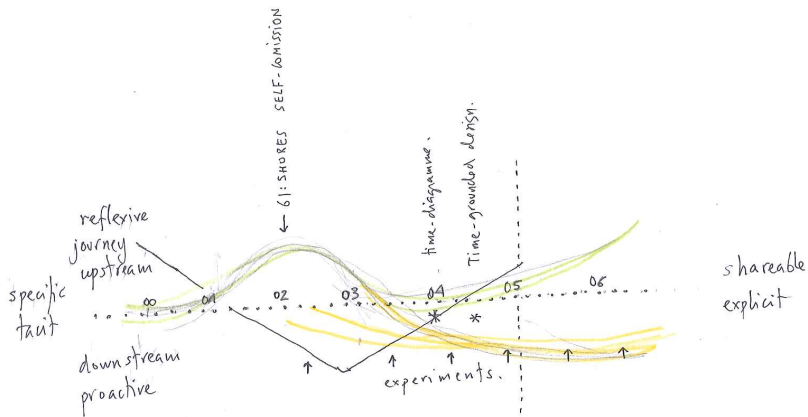 61:SHORES SELF-COMISSION
time-diagramme.
Time-grounded design.
reflexive
journey
upstream
specific
tacit
00 01 02 03 04 05 06
shareable
explicit
downstream
proactive
experiments.